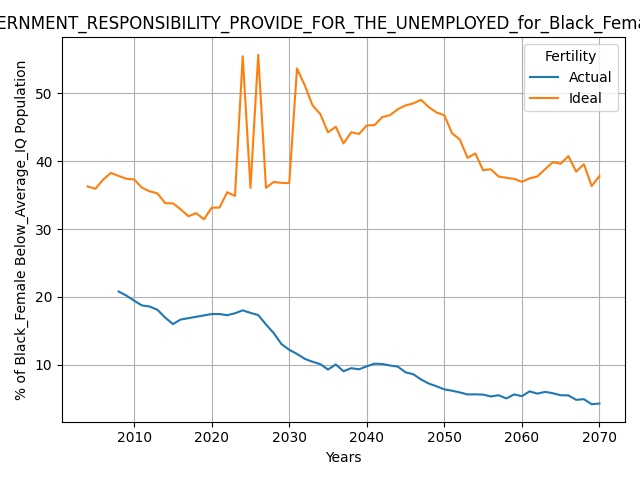 ERNMENT_RESPONSIBILITY_PROVIDE_FOR_THE_UNEMPLOYED_for_Black_Fema
% of Black_Female Below_Average_IQ Population
Fertility
Actual
Ideal
50
40
30
20
10
2010 2020 2030 2040 2050 2060 2070
Years